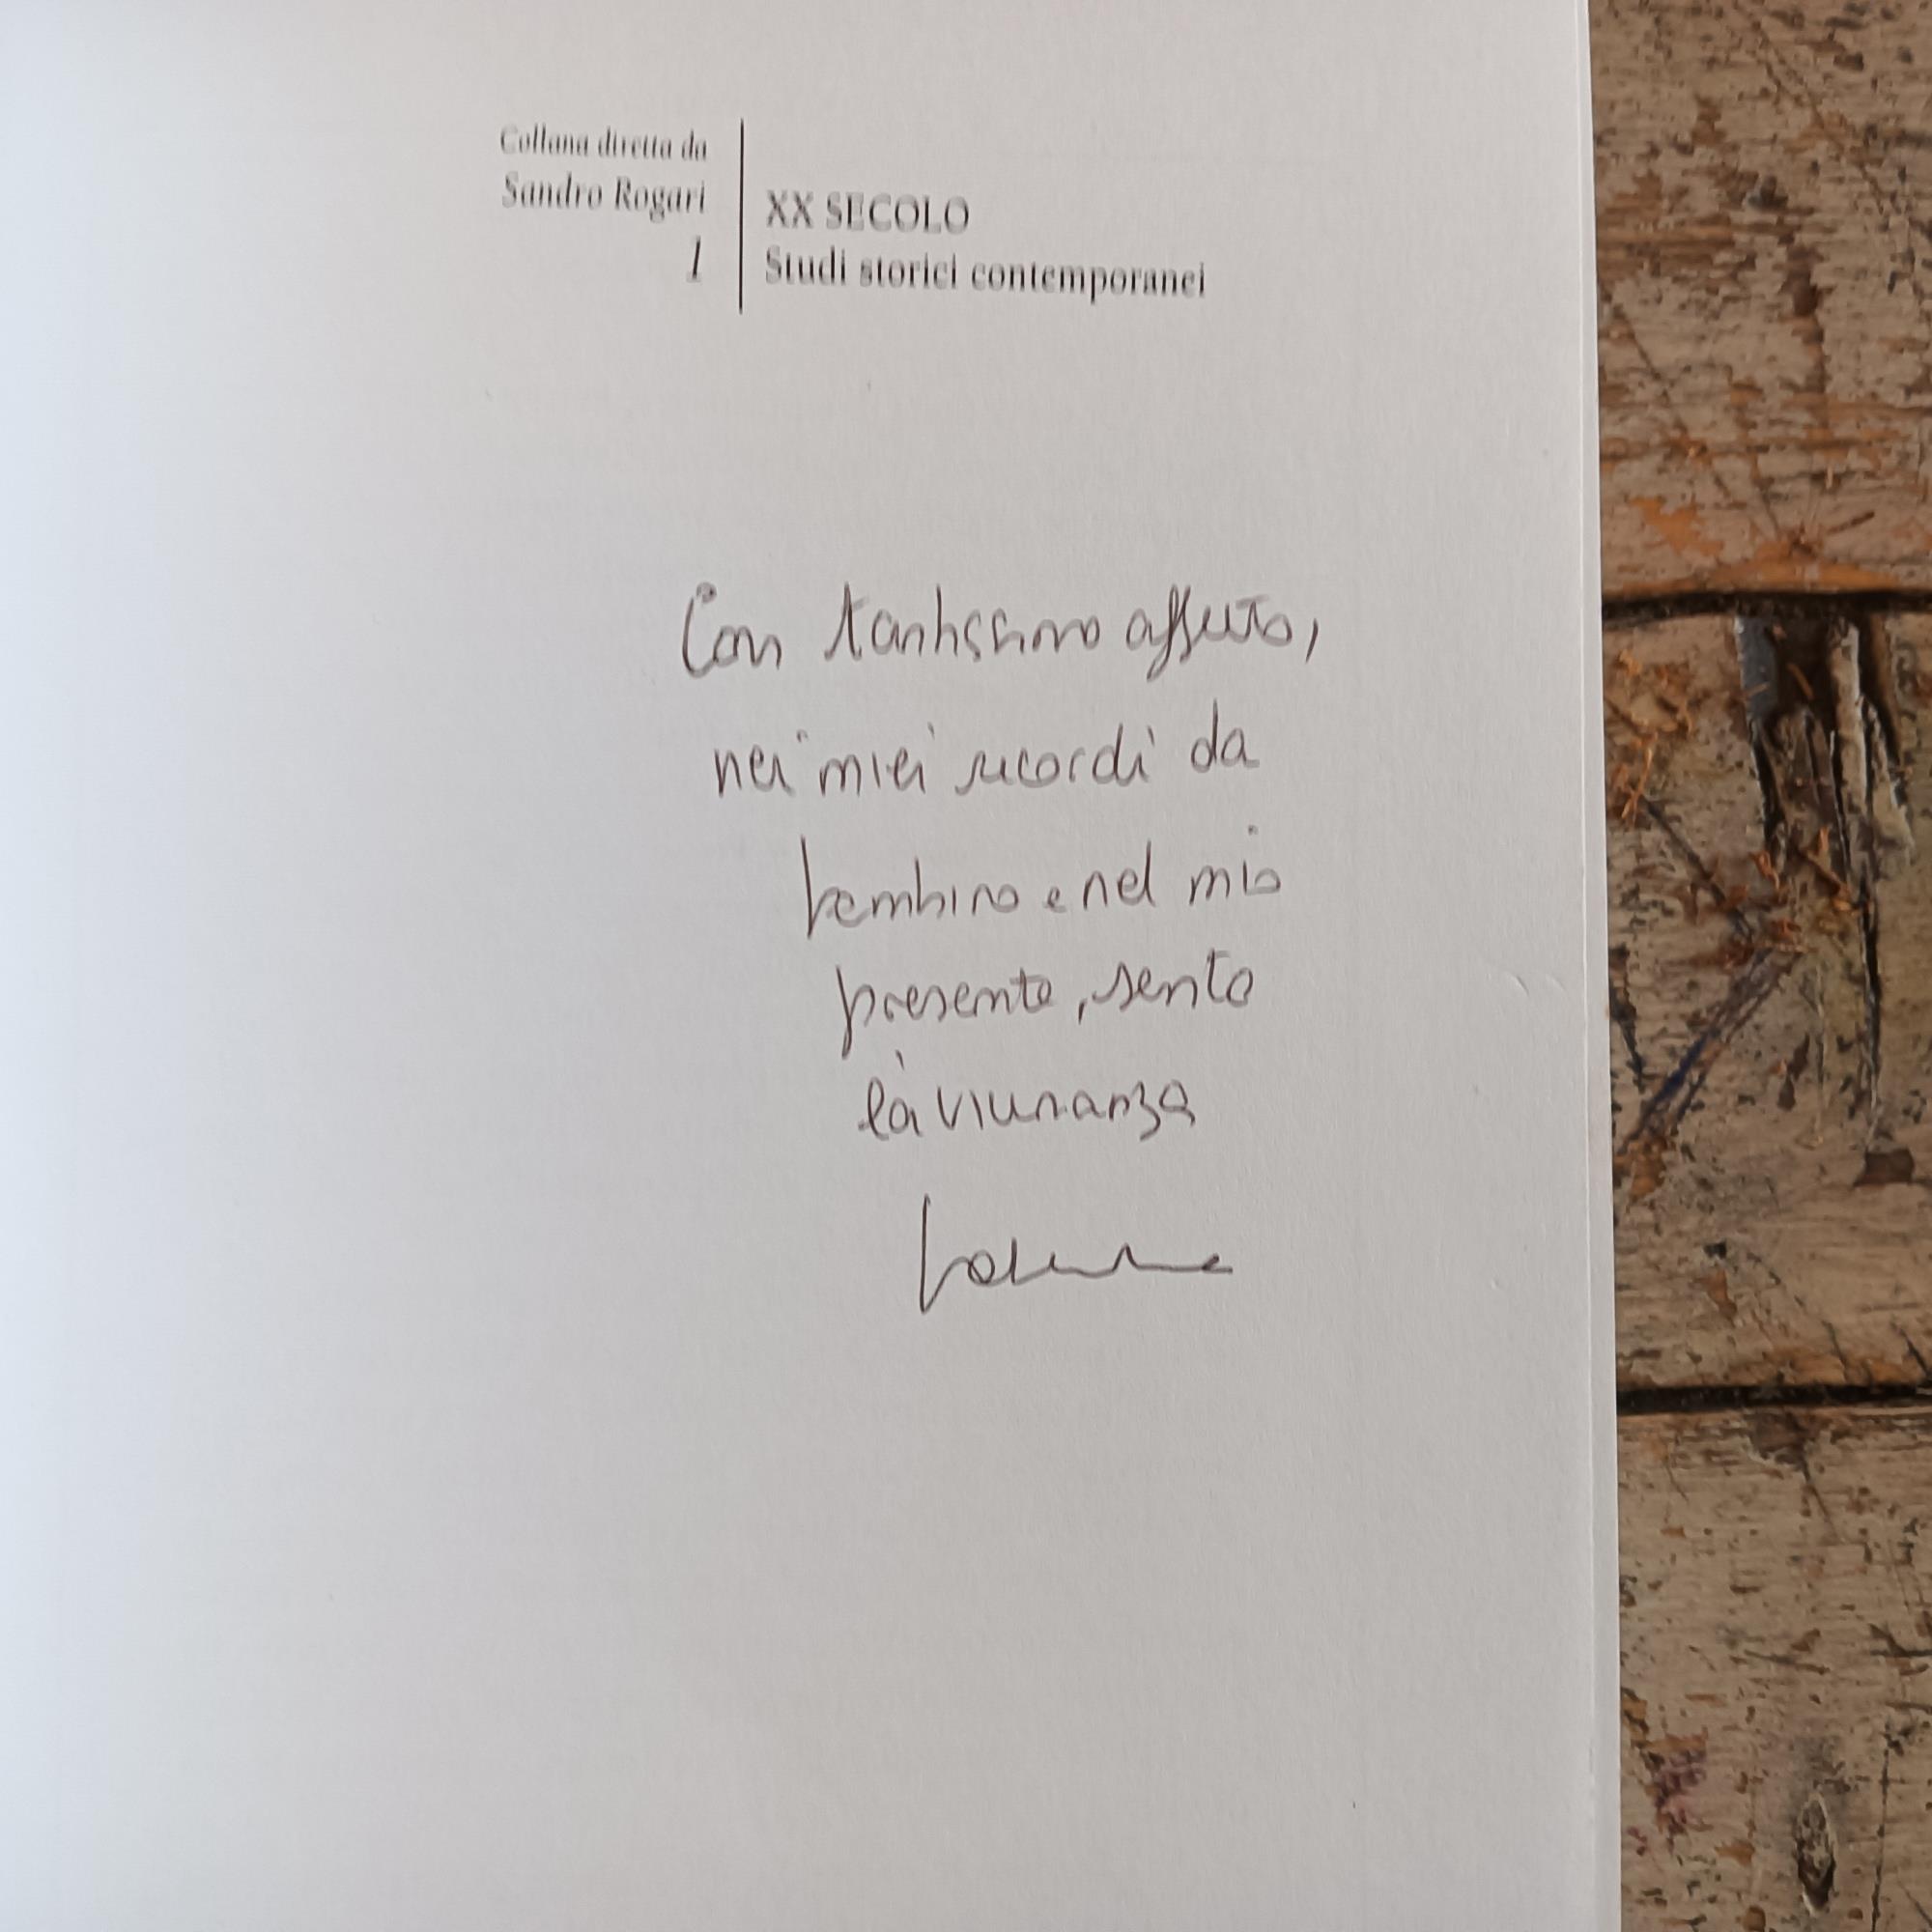 Collana diretta da
Sandro Rogari
1
XX SECOLO
Studi storici contemporanei
Con tantissimo affetto,
nei miei ricordi da
bambino e nel mio
presente, sento
la vicinanza